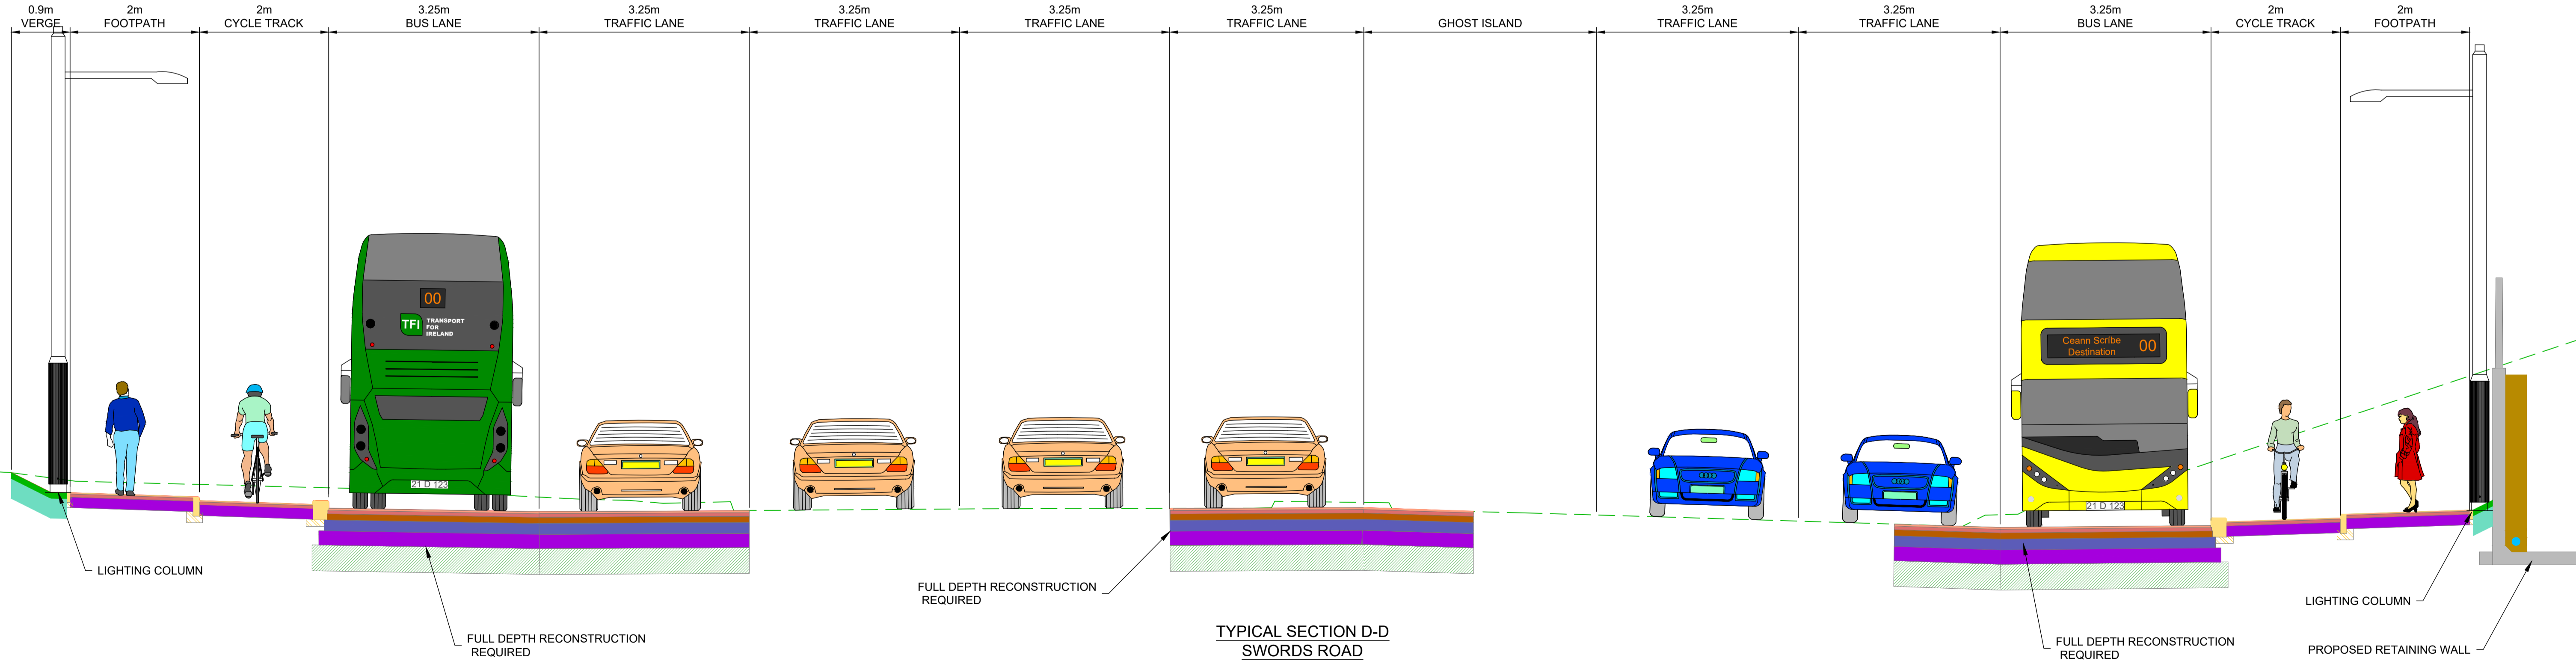 0.9m
VERGE
2m
FOOTPATH
2m
CYCLE TRACK
3.25m
BUS LANE
3.25m
TRAFFIC LANE
3.25m
TRAFFIC LANE
3.25m
TRAFFIC LANE
3.25m
TRAFFIC LANE
GHOST ISLAND
3.25m
TRAFFIC LANE
3.25m
TRAFFIC LANE
3.25m
BUS LANE
2m
CYCLE TRACK
2m
FOOTPATH
00
TFI
TRANSPORT
FOR
IRELAND
21 D 123
Ceann Scríbe
Destination
00
21 D 123
LIGHTING COLUMN
FULL DEPTH RECONSTRUCTION
REQUIRED
FULL DEPTH RECONSTRUCTION
REQUIRED
TYPICAL SECTION D-D
SWORDS ROAD
FULL DEPTH RECONSTRUCTION
REQUIRED
LIGHTING COLUMN
PROPOSED RETAINING WALL